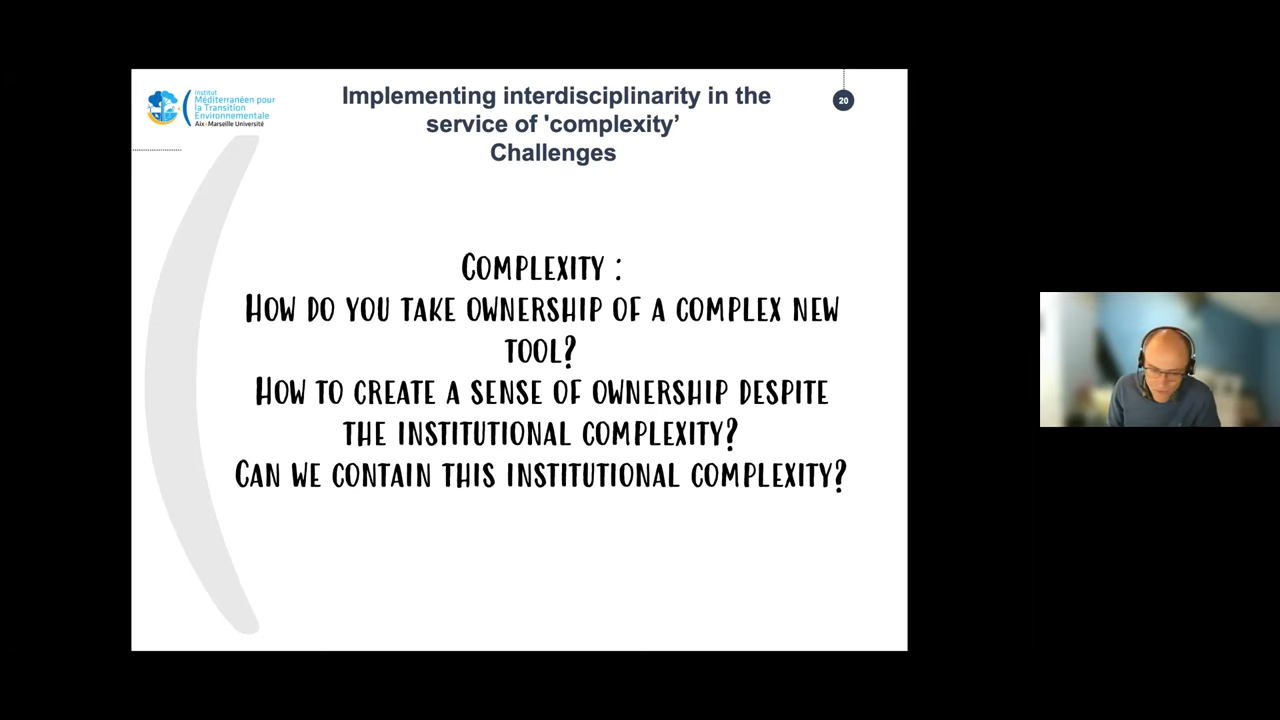 Institut
Méditerranéen pour
la Transition
Environnementale
Aix*Marseille Université
Implementing interdisciplinarity in the
service of 'complexity’
Challenges
20
Complexity :
How do you take ownership of a complex new
tool?
How to create a sense of ownership despite
the institutional complexity?
Can we contain this institutional complexity?